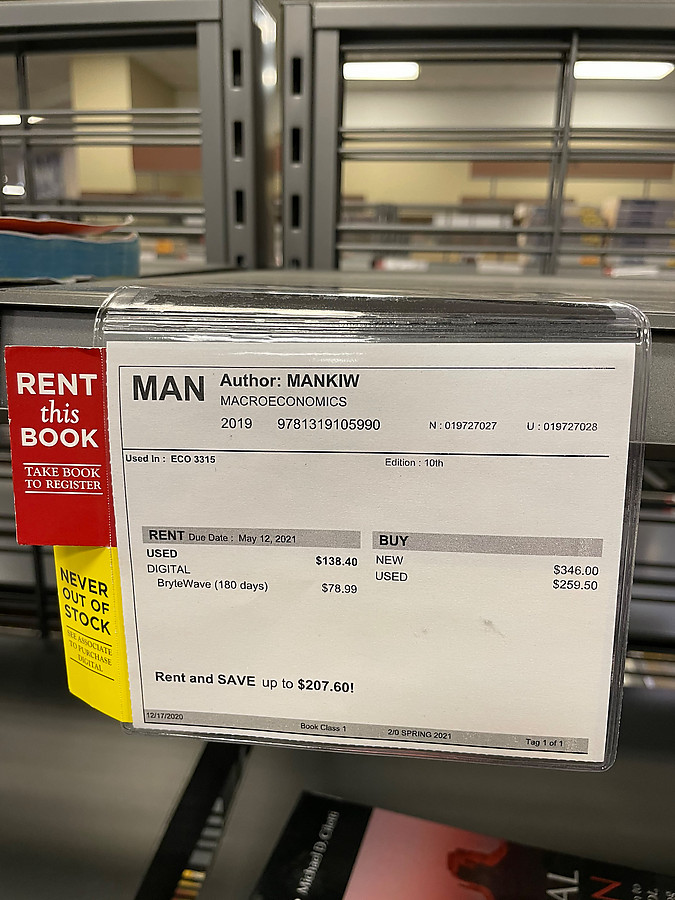 RENT
this
BOOK
TAKE BOOK
TO REGISTER
NEVER
OUT OF
STOCK
SEE ASSOCIATE
TO PURCHASE
DIGITAL
MAN Author: MANKIW
MACROECONOMICS
2019 9781319105990 N : 019727027 U : 019727028
Used In : ECO 3315 Edition : 10th
RENT Due Date : May 12, 2021
USED $138.40
DIGITAL
BryteWave (180 days) $78.99
BUY
NEW $346.00
USED $259.50
Rent and SAVE up to $207.60!
12/17/2020 Book Class 1 2/0 SPRING 2021 Tag 1 of 1
Michael D. Citon
AL
N